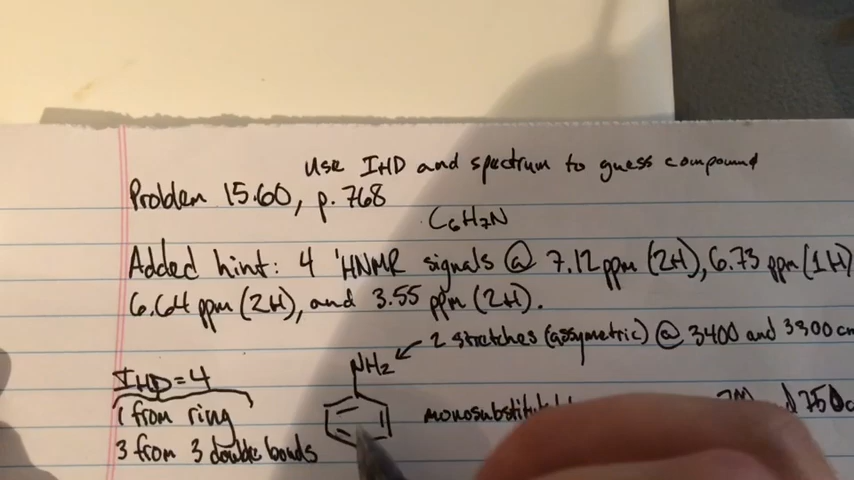 Use IHD and spectrum to guess compound
Problem 15.60, p. 768
C6H7N
Added hint: 4 'HNMR signals @ 7.12 ppm (2H), 6.73 ppm (1H)
6.64 ppm (2H), and 3.55 ppm (2H).
2 stretches (assymetric) @ 3400 and 3300 cm
NH2
IHD = 4
1 from ring
3 from 3 double bonds